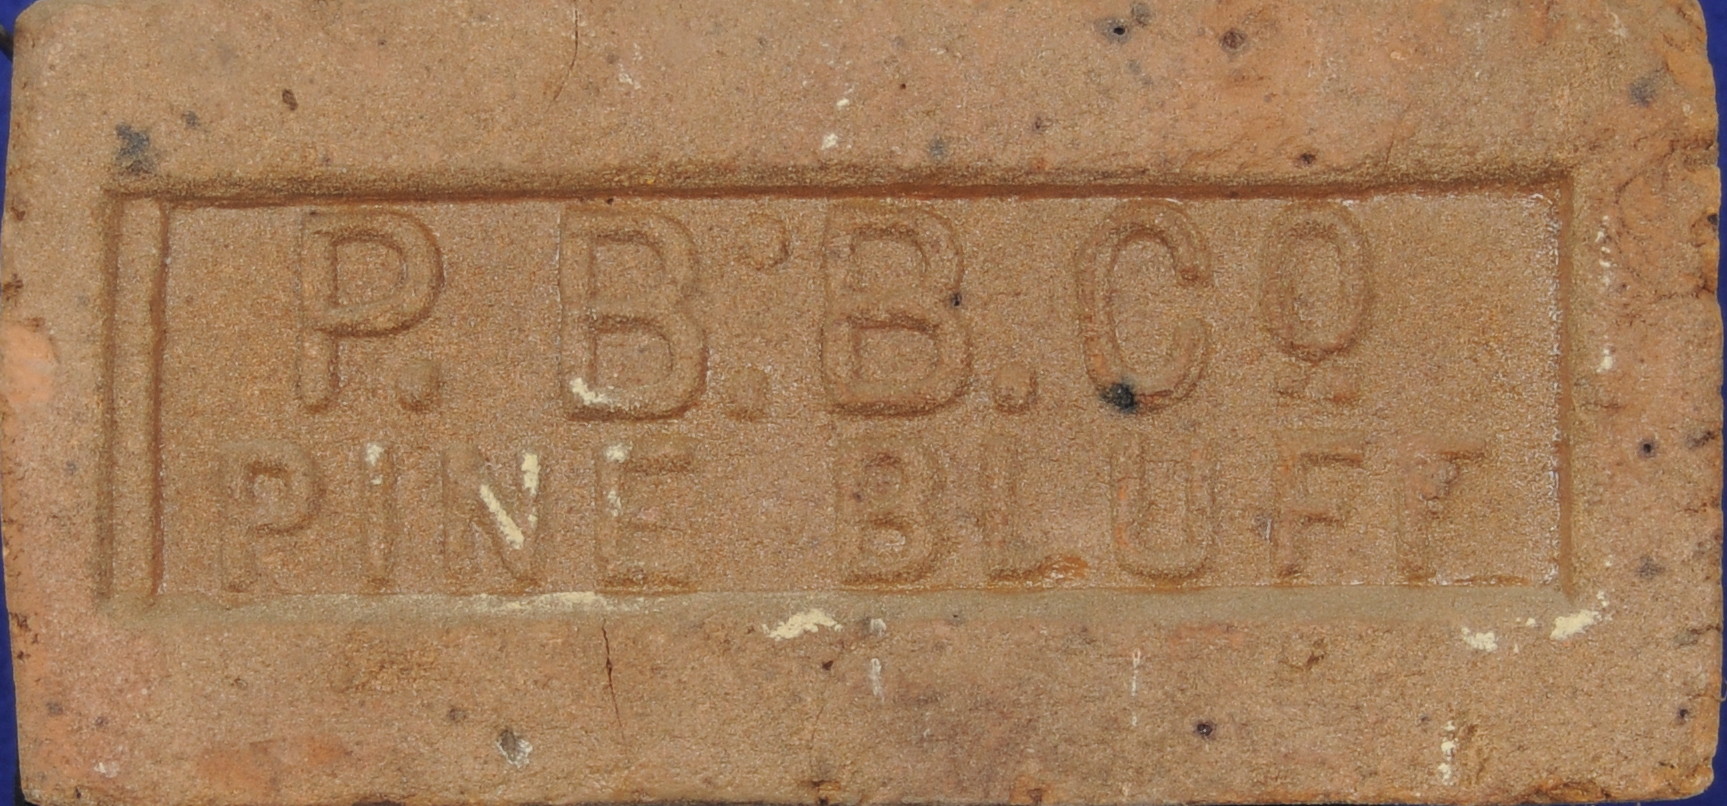 P. B. B. Co.
PINE BLUFF